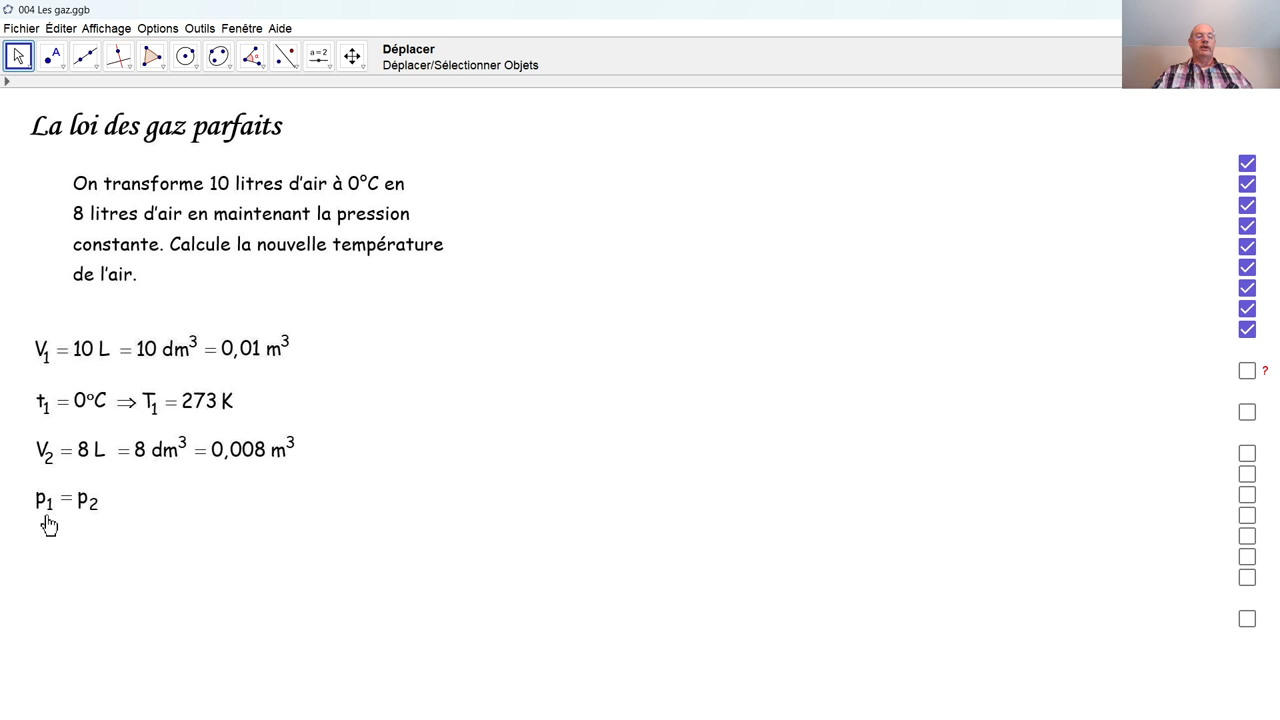 004 Les gaz.ggb
Fichier Éditer Affichage Options Outils Fenêtre Aide
A
a=2
Déplacer
Déplacer/Sélectionner Objets
La loi des gaz parfaits
On transforme 10 litres d'air à 0°C en
8 litres d'air en maintenant la pression
constante. Calcule la nouvelle température
de l'air.
V₁ = 10 L = 10 dm³ = 0,01 m³
t₁ = 0°C ⇒ T₁ = 273 K
V₂ = 8 L = 8 dm³ = 0,008 m³
p₁ = p₂
?